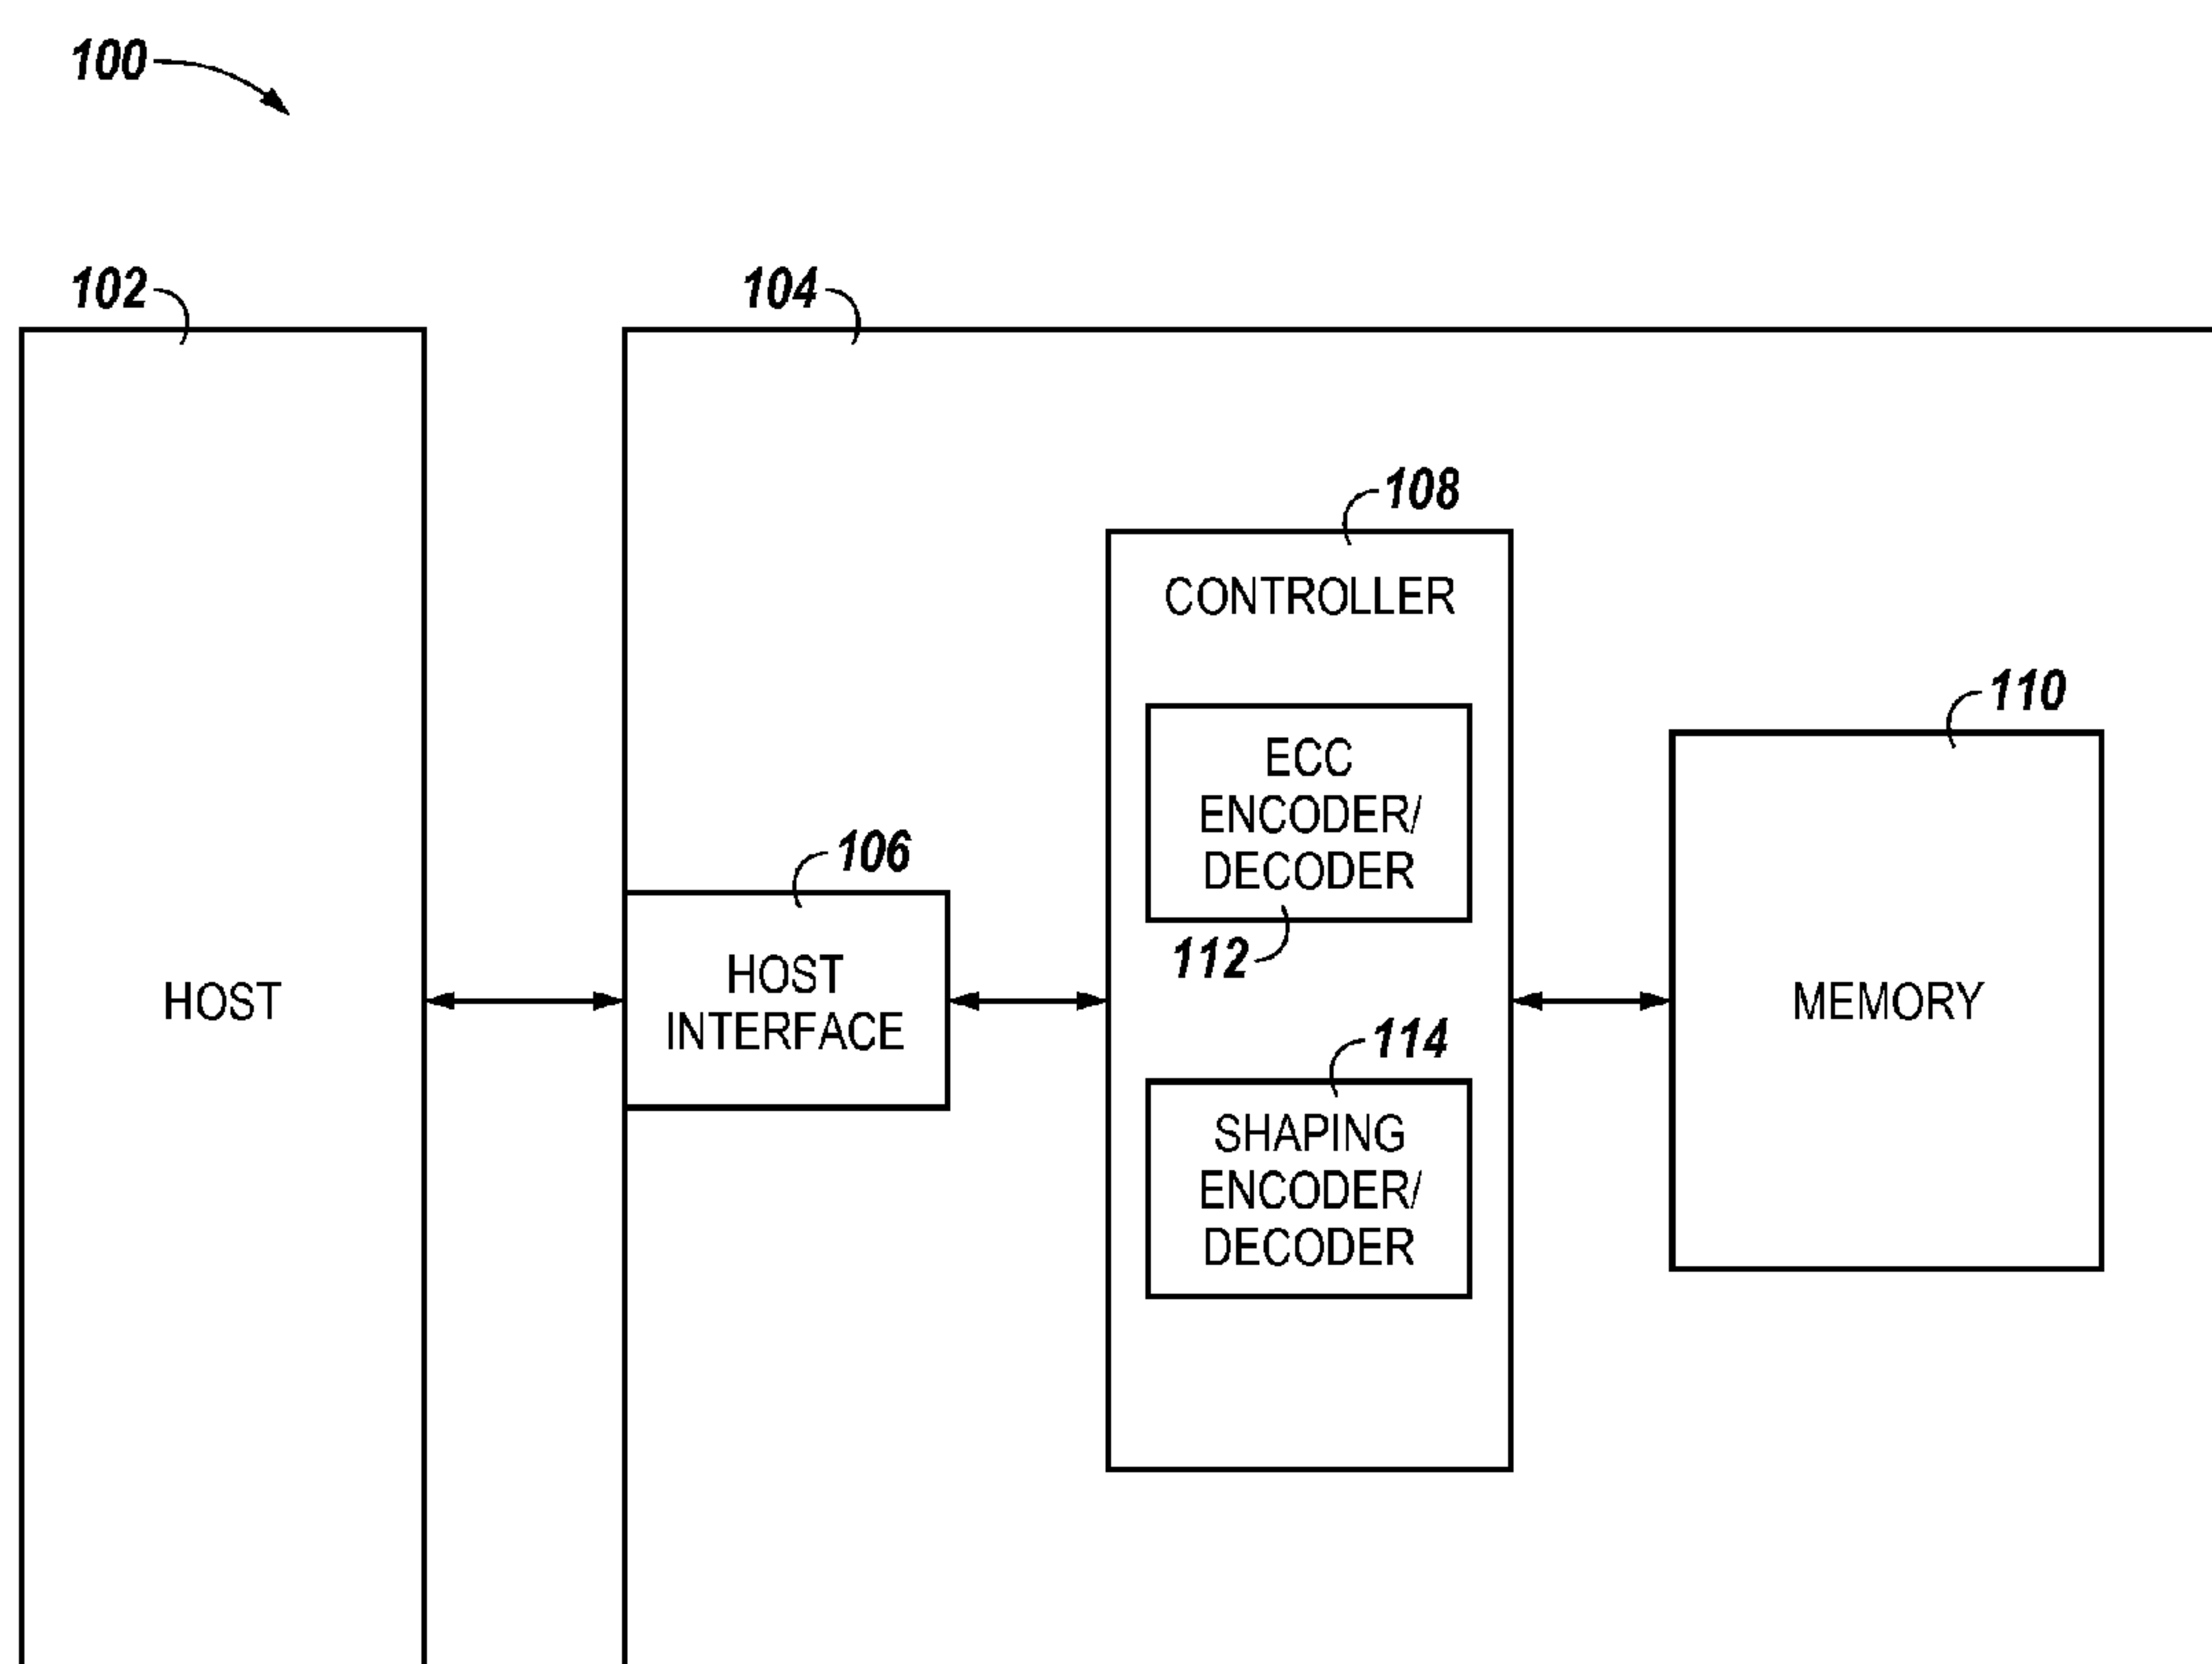 100
102
104
108
CONTROLLER
110
ECC
ENCODER/
DECODER
106
112
HOST
HOST
INTERFACE
MEMORY
114
SHAPING
ENCODER/
DECODER